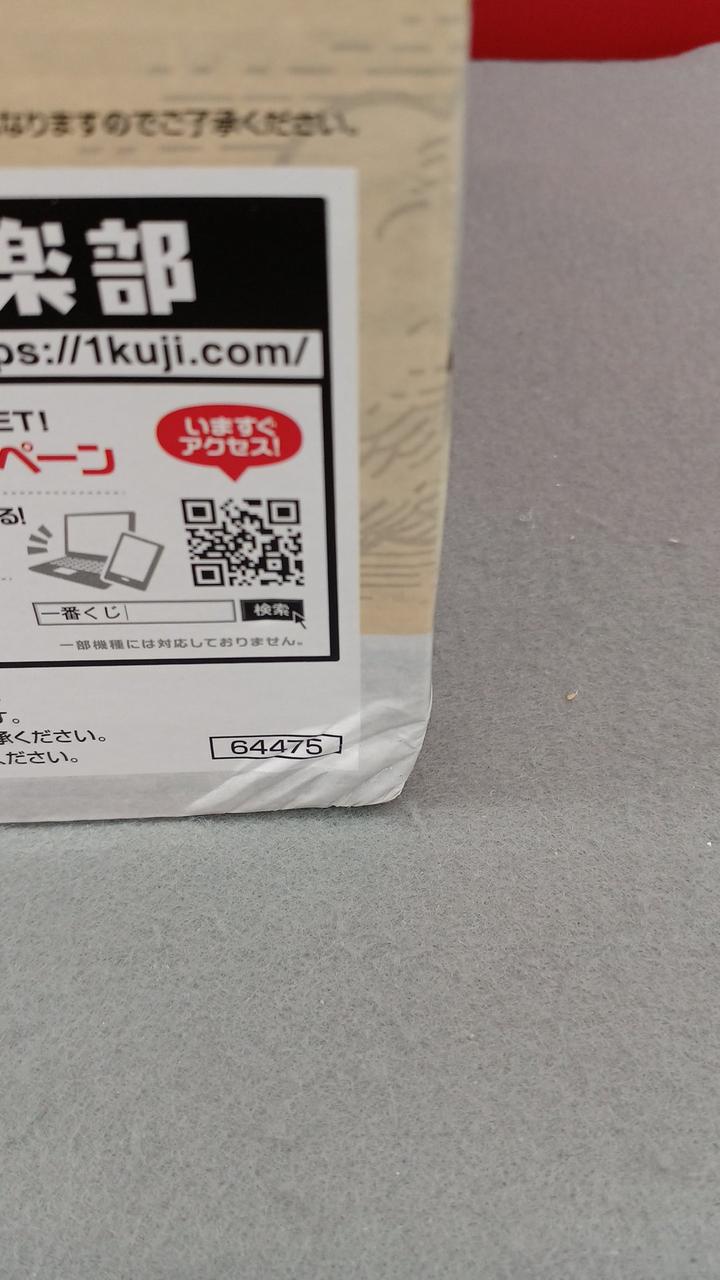 なりますのでご了承ください。
楽部
ps://1kuji.com/
ET!
ペーン
いますぐ
アクセス!
る!
一番くじ
検索
一部機種には対応しておりません。
す。
承ください。
ください。
64475